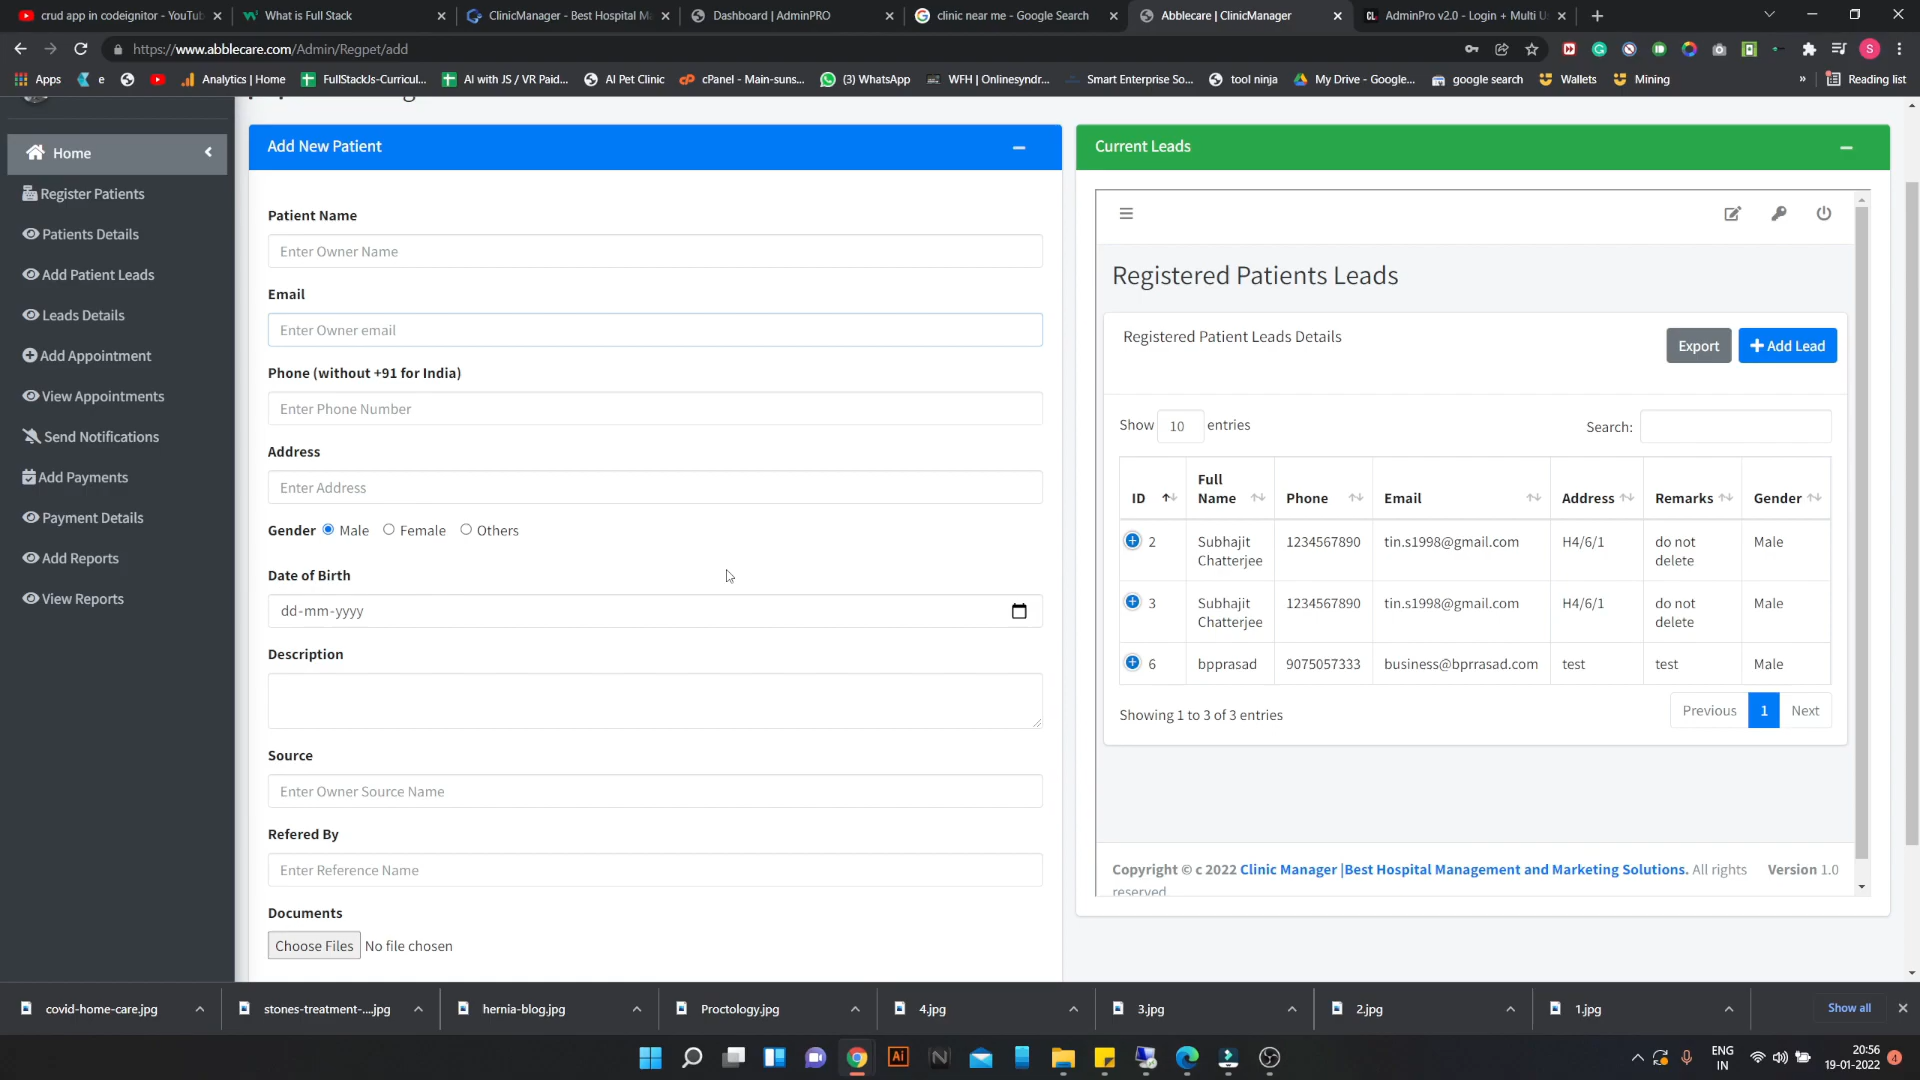 crud app in codeignitor - YouTub
What is Full Stack
ClinicManager - Best Hospital M
Dashboard | AdminPRO
clinic near me - Google Search
Abblecare | ClinicManager
AdminPro v2.0 - Login + Multi U
https://www.abblecare.com/Admin/Regpet/add
Apps
e
Analytics | Home
FullStackJs-Curricul...
AI with JS / VR Paid...
AI Pet Clinic
cPanel - Main-suns...
(3) WhatsApp
WFH | Onlinesyndr...
Smart Enterprise So...
tool ninja
My Drive - Google...
google search
Wallets
Mining
»
Reading list
Home
Register Patients
Patients Details
Add Patient Leads
Leads Details
Add Appointment
View Appointments
Send Notifications
Add Payments
Payment Details
Add Reports
View Reports
Add New Patient
Patient Name
Enter Owner Name
Email
Enter Owner email
Phone (without +91 for India)
Enter Phone Number
Address
Enter Address
Gender Male Female Others
Date of Birth
dd-mm-yyyy
Description
Source
Enter Owner Source Name
Refered By
Enter Reference Name
Documents
Choose Files No file chosen
Current Leads
Registered Patients Leads
Registered Patient Leads Details
Export
Add Lead
Show 10 entries
Search:
ID Full Name Phone Email Address Remarks Gender
2 Subhajit Chatterjee 1234567890 tin.s1998@gmail.com H4/6/1 do not delete Male
3 Subhajit Chatterjee 1234567890 tin.s1998@gmail.com H4/6/1 do not delete Male
6 bpprasad 9075057333 business@bprrasad.com test test Male
Showing 1 to 3 of 3 entries
Previous 1 Next
Copyright © c 2022 Clinic Manager |Best Hospital Management and Marketing Solutions. All rights
reserved.
Version 1.0
covid-home-care.jpg
stones-treatment-....jpg
hernia-blog.jpg
Proctology.jpg
4.jpg
3.jpg
2.jpg
1.jpg
Show all
Ai
N
ENG
IN
20:56
19-01-2022
4